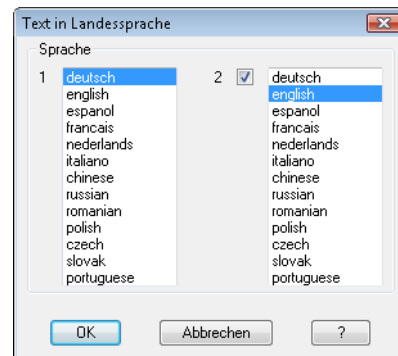 Text in Landessprache
Sprache
1
deutsch
english
espanol
francais
nederlands
italiano
chinese
russian
romanian
polish
czech
slovak
portuguese
2
deutsch
english
espanol
francais
nederlands
italiano
chinese
russian
romanian
polish
czech
slovak
portuguese
OK
Abbrechen
?